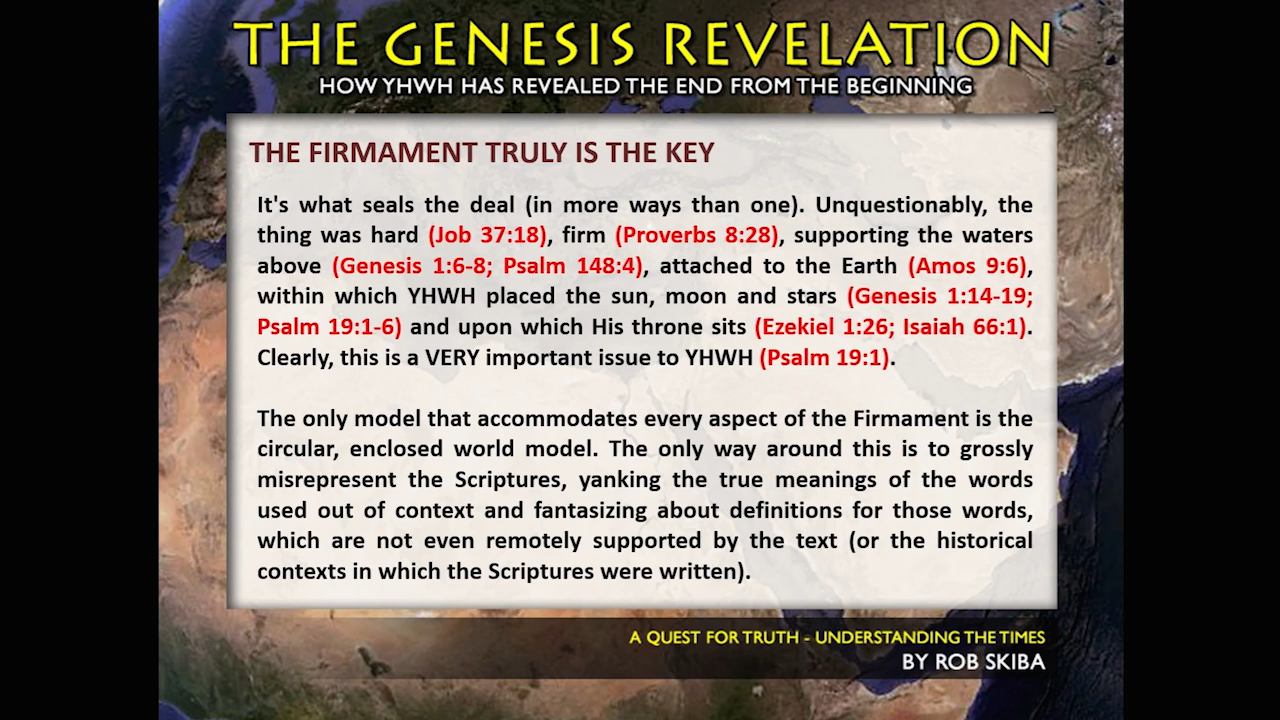 THE GENESIS REVELATION
HOW YHWH HAS REVEALED THE END FROM THE BEGINNING
THE FIRMAMENT TRULY IS THE KEY
It's what seals the deal (in more ways than one). Unquestionably, the
thing was hard (Job 37:18), firm (Proverbs 8:28), supporting the waters
above (Genesis 1:6-8; Psalm 148:4), attached to the Earth (Amos 9:6),
within which YHWH placed the sun, moon and stars (Genesis 1:14-19;
Psalm 19:1-6) and upon which His throne sits (Ezekiel 1:26; Isaiah 66:1).
Clearly, this is a VERY important issue to YHWH (Psalm 19:1).
The only model that accommodates every aspect of the Firmament is the
circular, enclosed world model. The only way around this is to grossly
misrepresent the Scriptures, yanking the true meanings of the words
used out of context and fantasizing about definitions for those words,
which are not even remotely supported by the text (or the historical
contexts in which the Scriptures were written).
A QUEST FOR TRUTH - UNDERSTANDING THE TIMES
BY ROB SKIBA